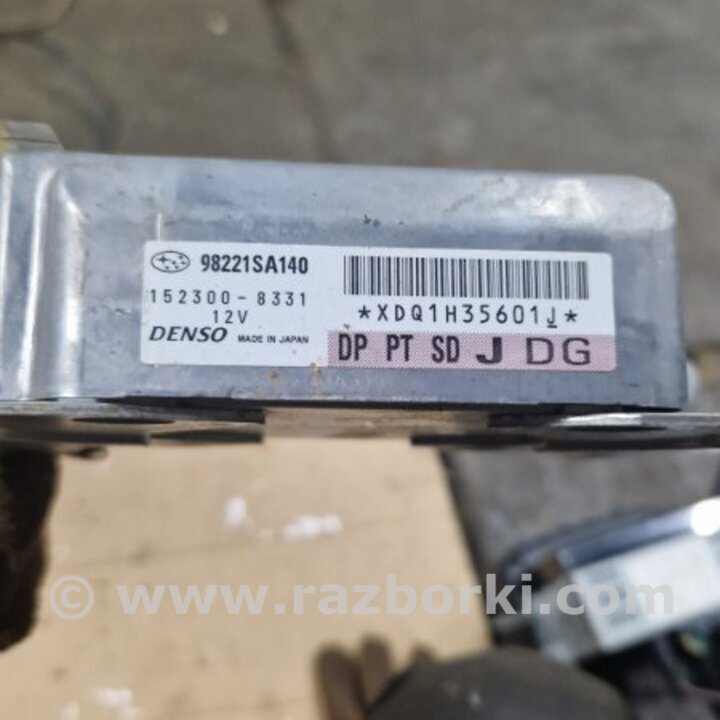 98221SA140
152300-8331
12V
DENSO MADE IN JAPAN
*XDQ1H35601J*
DP PT SD J DG
© www.razborki.com